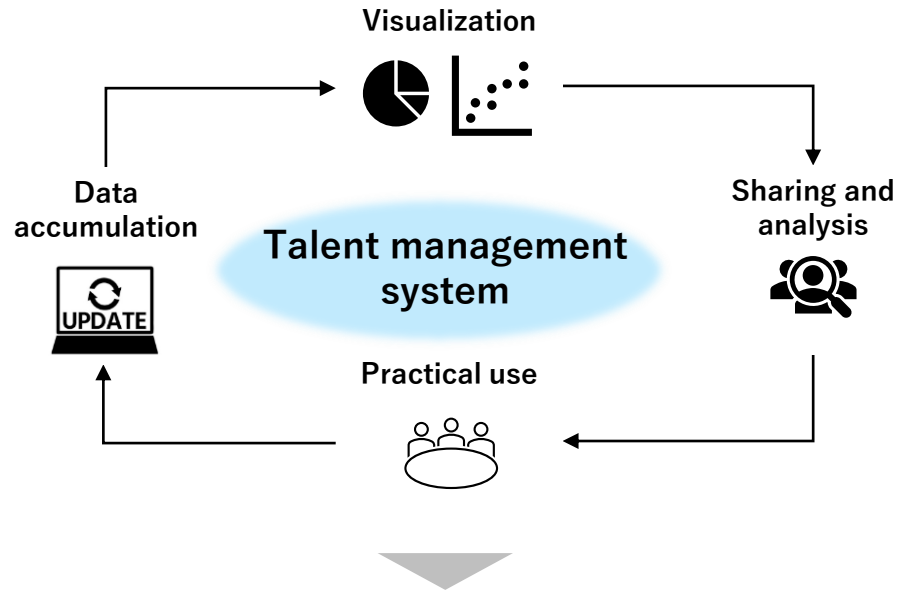 Visualization
Data
accumulation
UPDATE
Sharing and
analysis
Talent management
system
Practical use